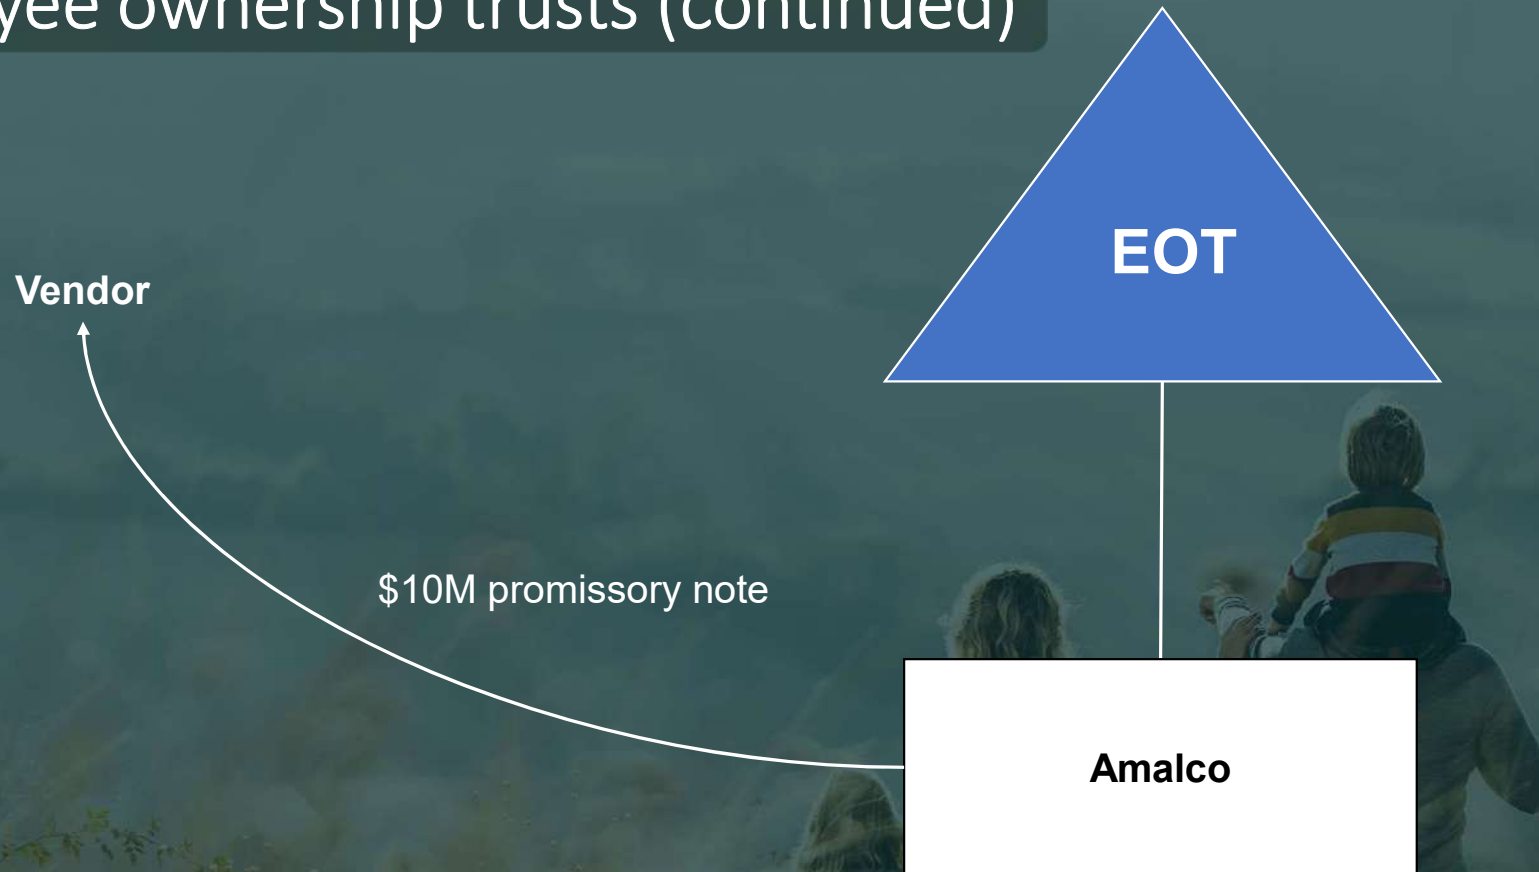 yee ownership trusts (continued)
EOT
Vendor
$10M promissory note
Amalco